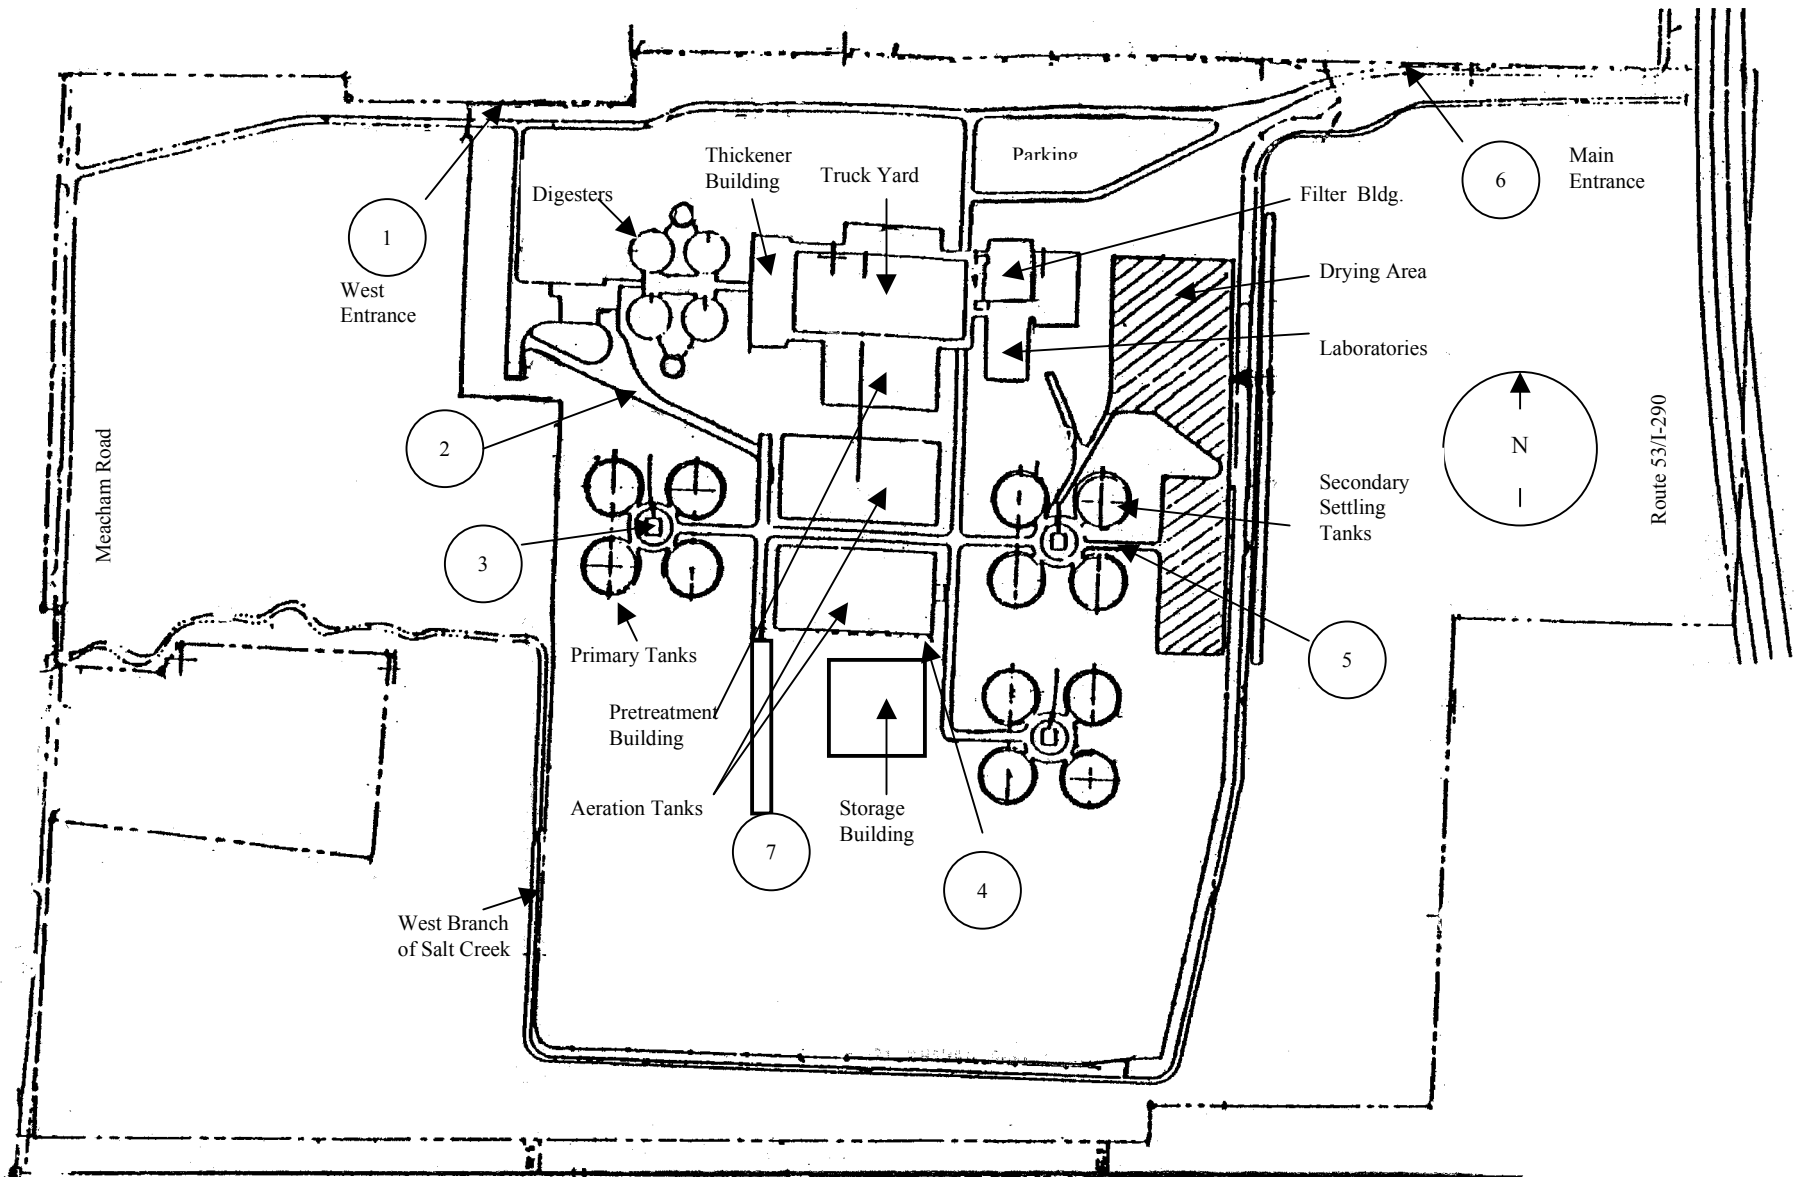 Thickener
Building
Truck Yard
Parking
Main
Entrance
6
Digesters
Filter Bldg.
1
West
Entrance
Drying Area
Laboratories
2
N
Meacham Road
Route 53/I-290
Secondary
Settling
Tanks
3
Primary Tanks
5
Pretreatment
Building
Aeration Tanks
Storage
Building
7
4
West Branch
of Salt Creek